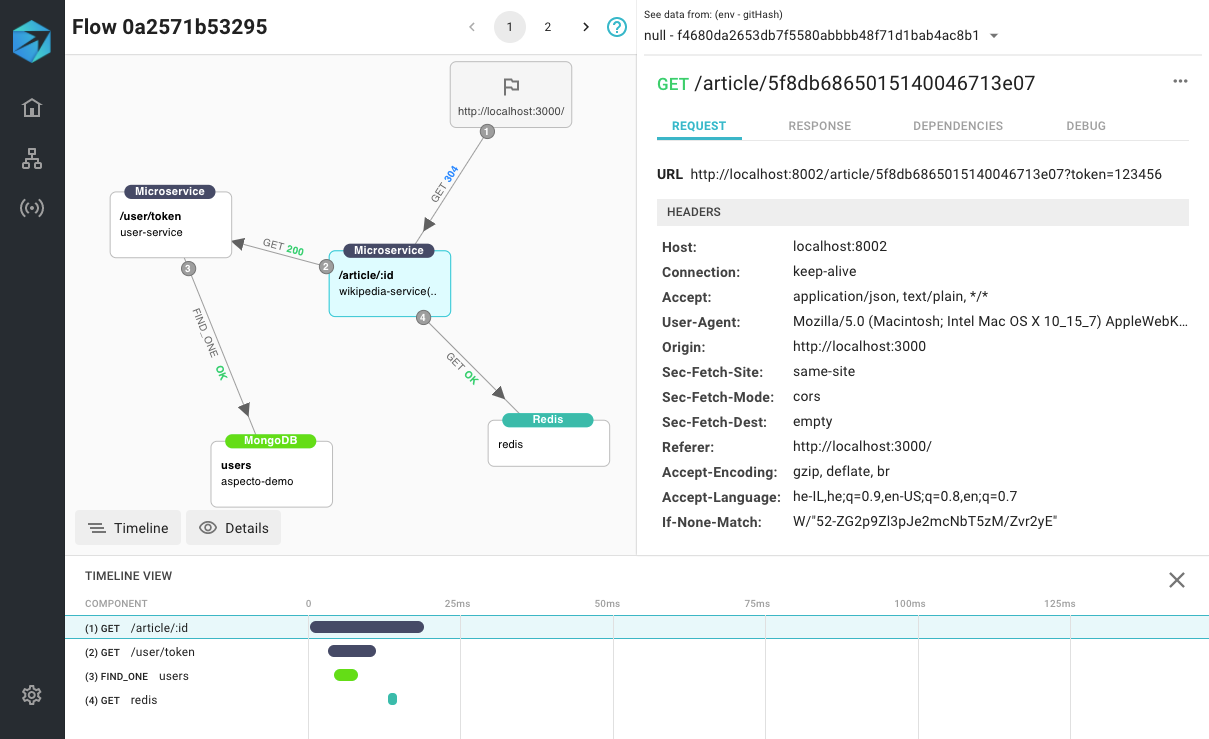 Flow 0a2571b53295
1
2
?
http://localhost:3000/
1
GET 304
Microservice
/user/token
user-service
GET 200
2
Microservice
/article/:id
wikipedia-service(..
3
4
FIND_ONE OK
GET OK
Redis
redis
MongoDB
users
aspecto-demo
Timeline
Details
See data from: (env - gitHash)
null - f4680da2653db7f5580abbbb48f71d1bab4ac8b1
GET /article/5f8db6865015140046713e07
REQUEST
RESPONSE
DEPENDENCIES
DEBUG
URL http://localhost:8002/article/5f8db6865015140046713e07?token=123456
HEADERS
Host: localhost:8002
Connection: keep-alive
Accept: application/json, text/plain, */*
User-Agent: Mozilla/5.0 (Macintosh; Intel Mac OS X 10_15_7) AppleWebK...
Origin: http://localhost:3000
Sec-Fetch-Site: same-site
Sec-Fetch-Mode: cors
Sec-Fetch-Dest: empty
Referer: http://localhost:3000/
Accept-Encoding: gzip, deflate, br
Accept-Language: he-IL,he;q=0.9,en-US;q=0.8,en;q=0.7
If-None-Match: W/"52-ZG2p9Zl3pJe2mcNbT5zM/Zvr2yE"
TIMELINE VIEW
COMPONENT 0 25ms 50ms 75ms 100ms 125ms
(1) GET /article/:id
(2) GET /user/token
(3) FIND_ONE users
(4) GET redis